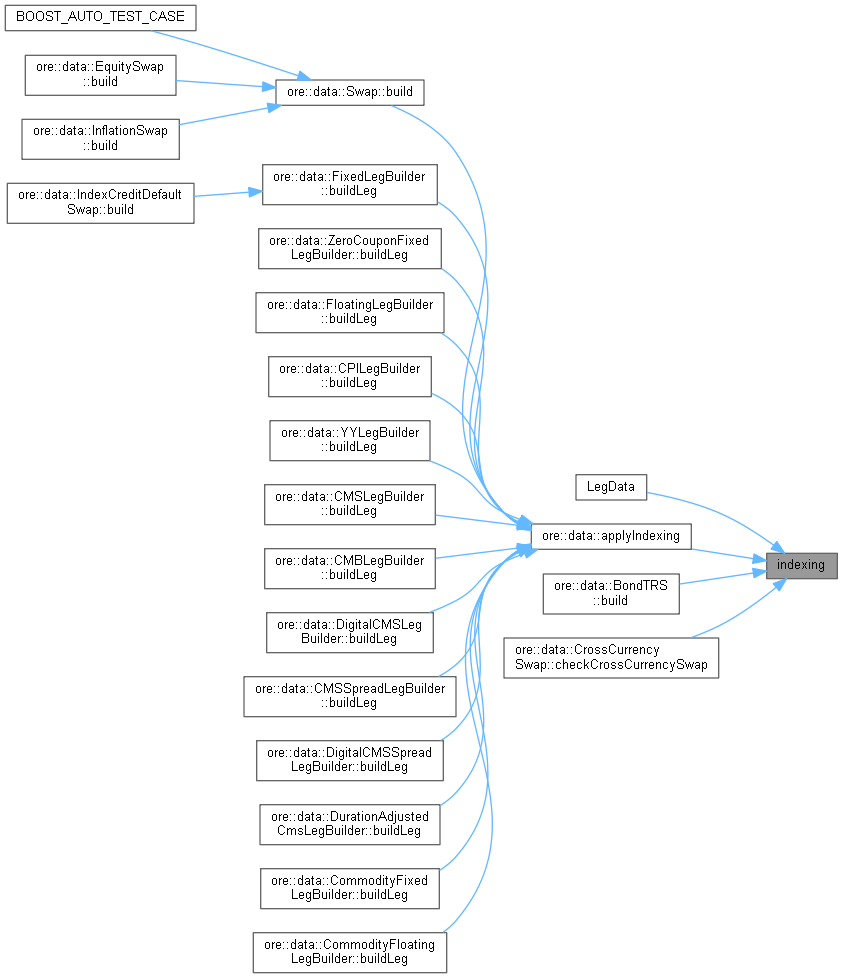 BOOST_AUTO_TEST_CASE
ore::data::EquitySwap
::build
ore::data::Swap::build
ore::data::InflationSwap
::build
ore::data::FixedLegBuilder
::buildLeg
ore::data::IndexCreditDefault
Swap::build
ore::data::ZeroCouponFixed
LegBuilder::buildLeg
ore::data::FloatingLegBuilder
::buildLeg
ore::data::CPILegBuilder
::buildLeg
ore::data::YYLegBuilder
::buildLeg
ore::data::CMSLegBuilder
::buildLeg
LegData
ore::data::applyIndexing
indexing
ore::data::CMBLegBuilder
::buildLeg
ore::data::BondTRS
::build
ore::data::DigitalCMSLeg
Builder::buildLeg
ore::data::CrossCurrency
Swap::checkCrossCurrencySwap
ore::data::CMSSpreadLegBuilder
::buildLeg
ore::data::DigitalCMSSpread
LegBuilder::buildLeg
ore::data::DurationAdjusted
CmsLegBuilder::buildLeg
ore::data::CommodityFixed
LegBuilder::buildLeg
ore::data::CommodityFloating
LegBuilder::buildLeg